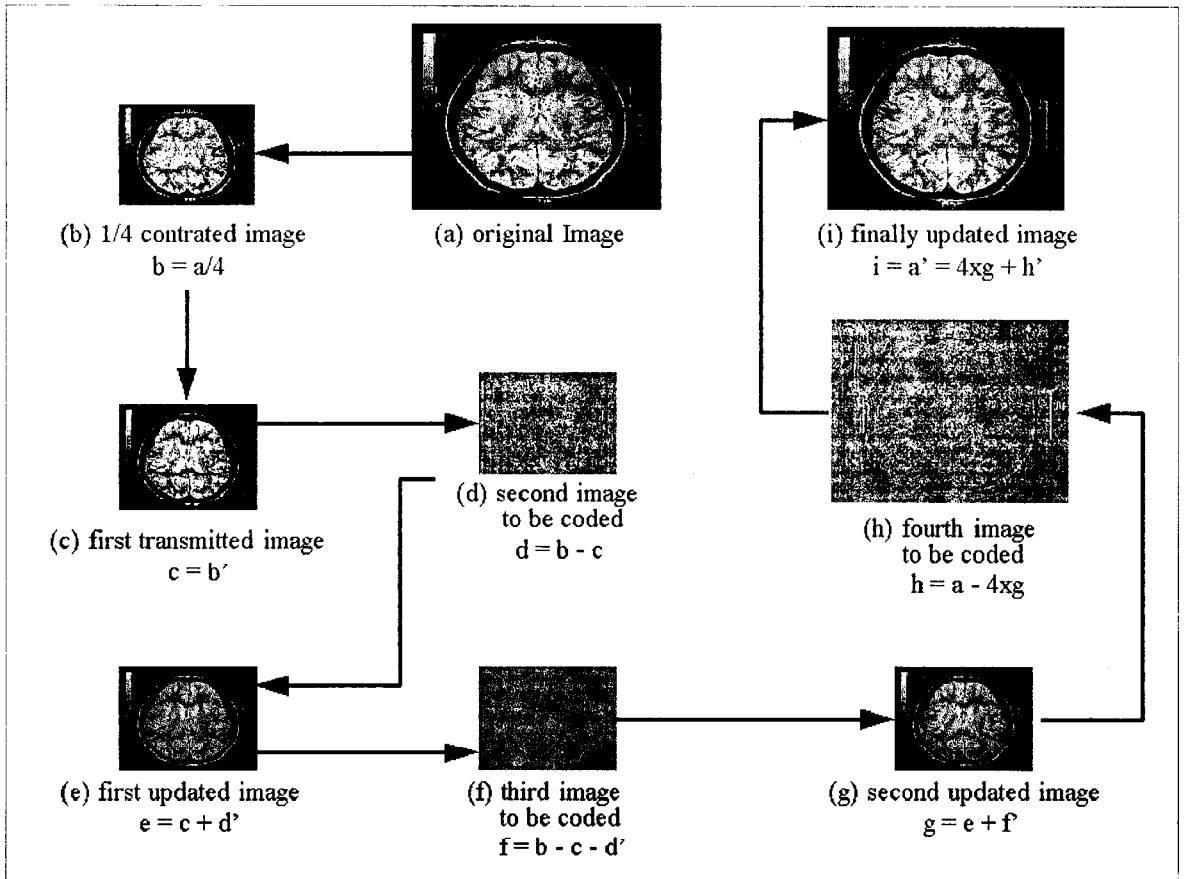 (b) 1/4 contrated image
b = a/4
(a) original Image
(i) finally updated image
i = a’ = 4xg + h’
(c) first transmitted image
c = b’
(d) second image
to be coded
d = b - c
(h) fourth image
to be coded
h = a - 4xg
(e) first updated image
e = c + d’
(f) third image
to be coded
f = b - c - d’
(g) second updated image
g = e + f’